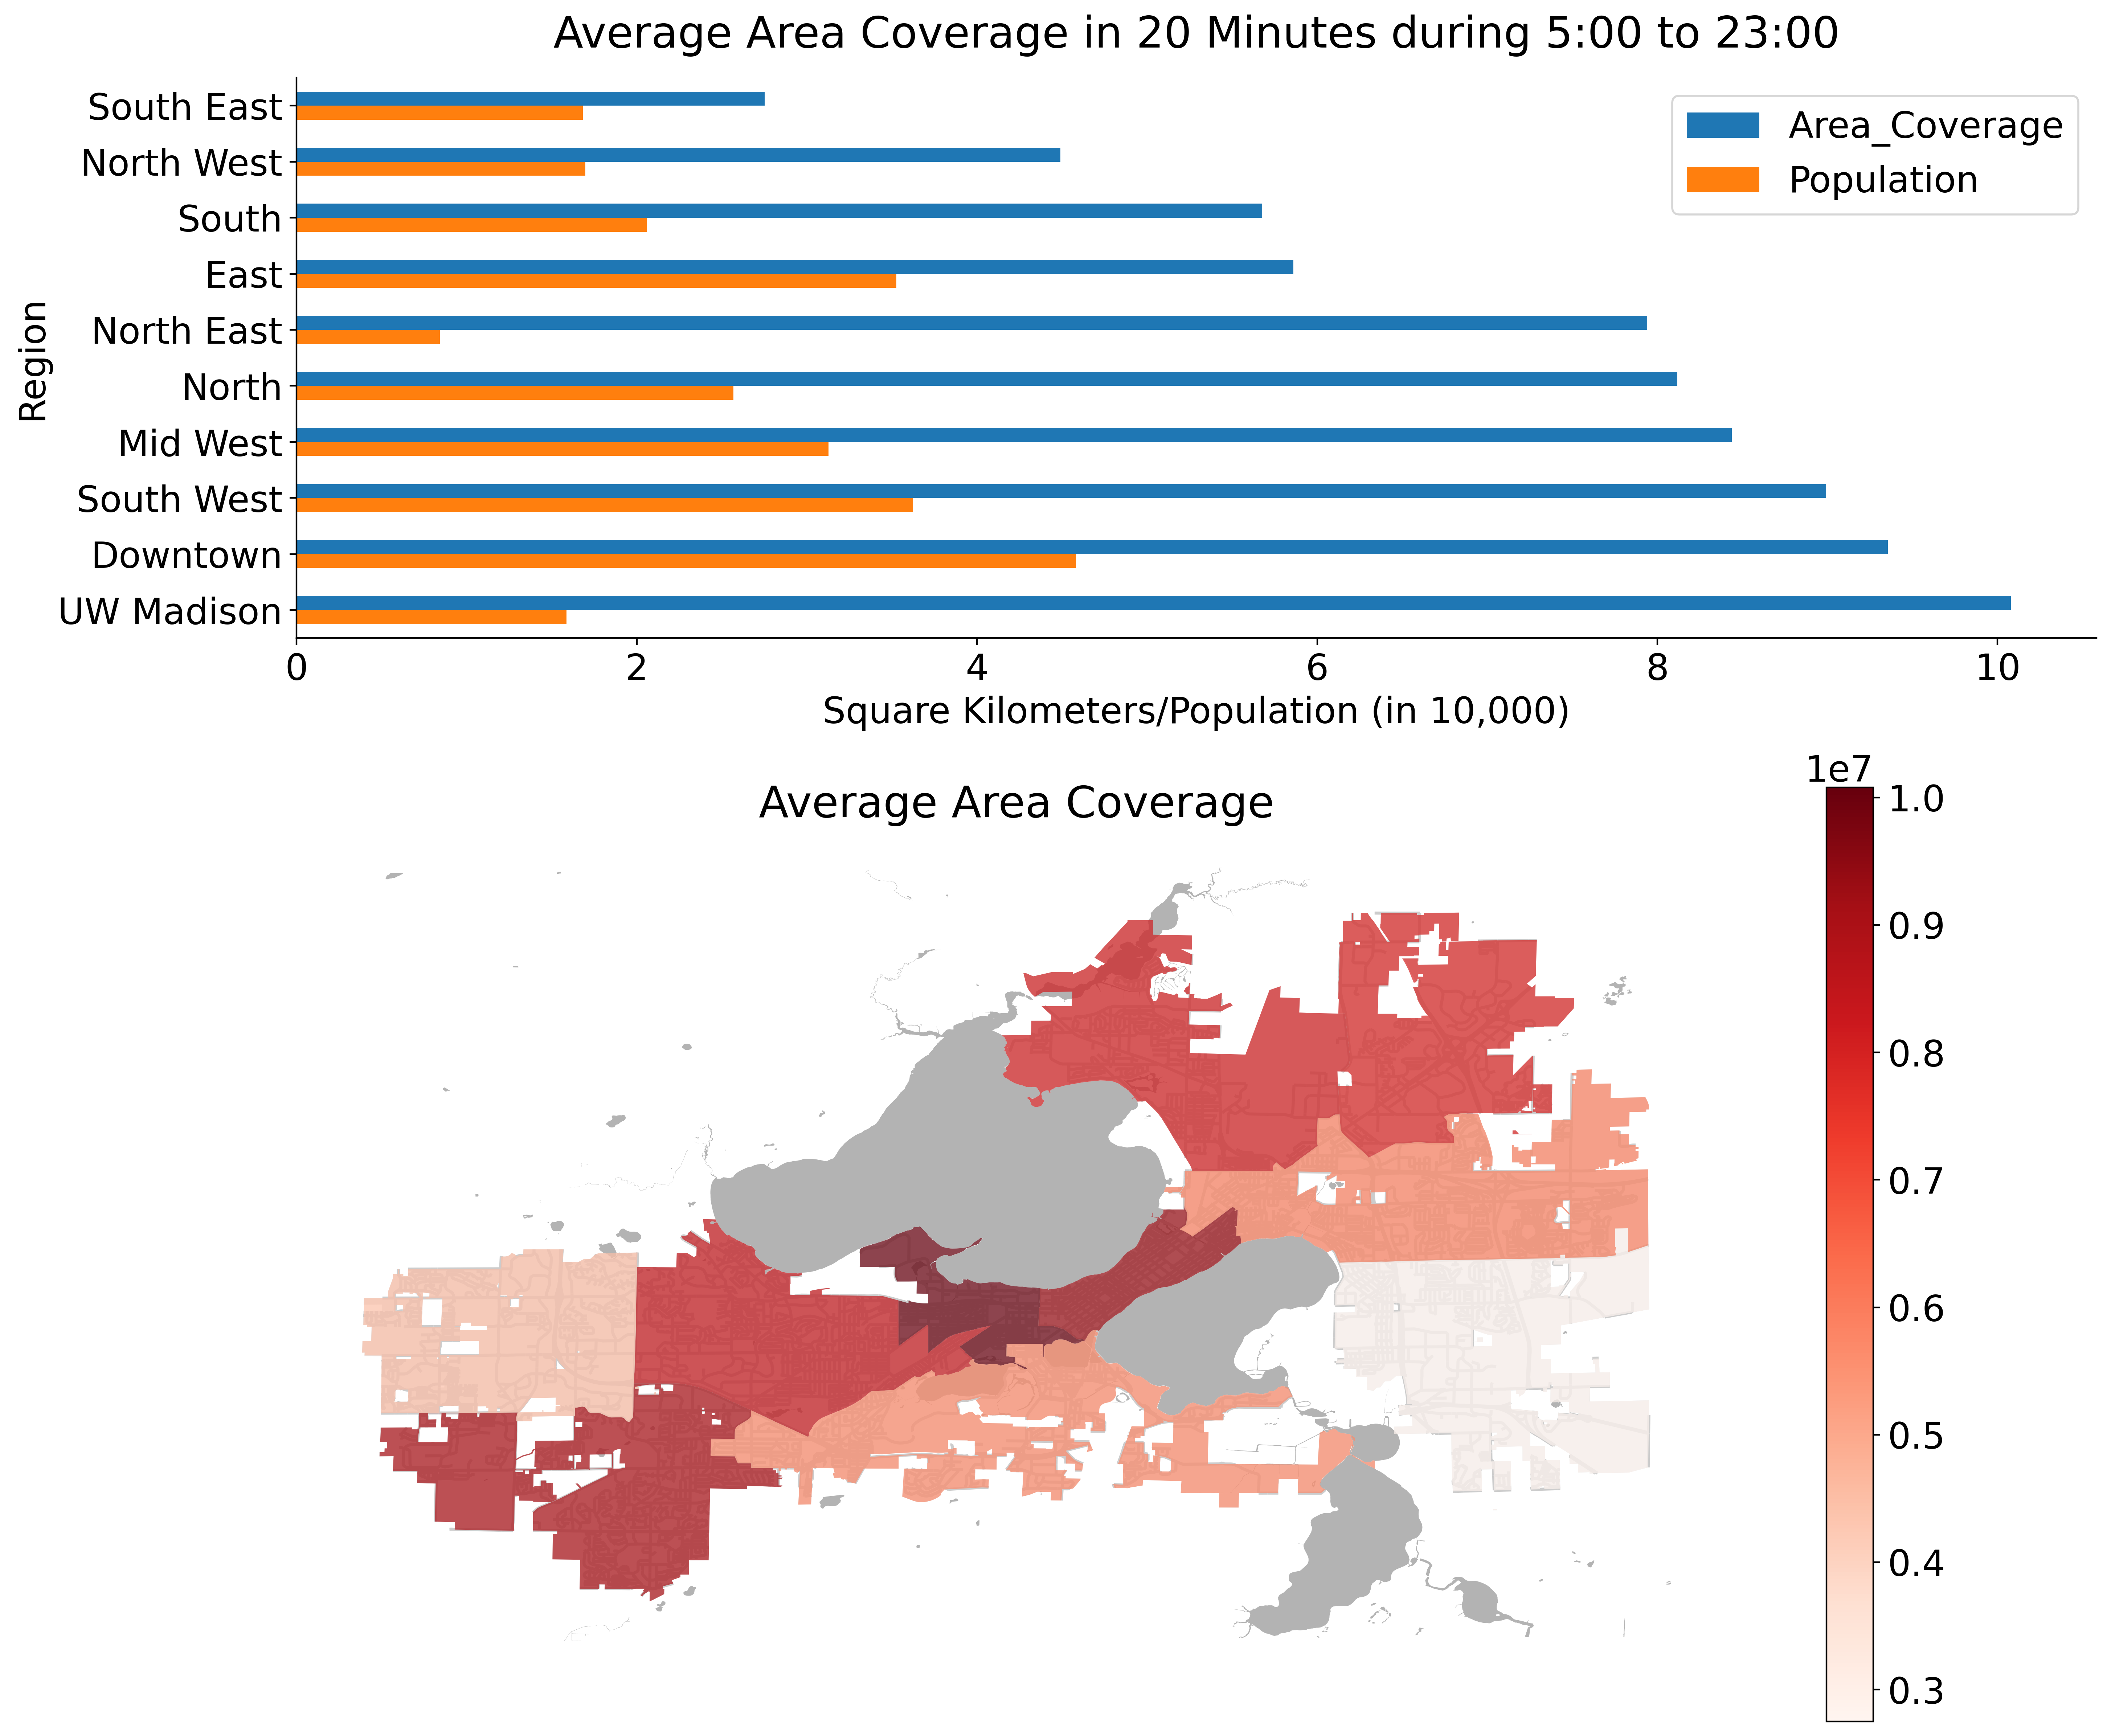 Average Area Coverage in 20 Minutes during 5:00 to 23:00
South East
North West
South
East
North East
North
Mid West
South West
Downtown
UW Madison
Region
Area_Coverage
Population
0 2 4 6 8 10
Square Kilometers/Population (in 10,000)
Average Area Coverage
1e7
1.0
0.9
0.8
0.7
0.6
0.5
0.4
0.3